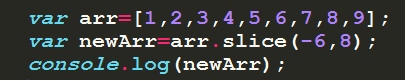 var arr=[1,2,3,4,5,6,7,8,9];
var newArr=arr.slice(-6,8);
console.log(newArr);